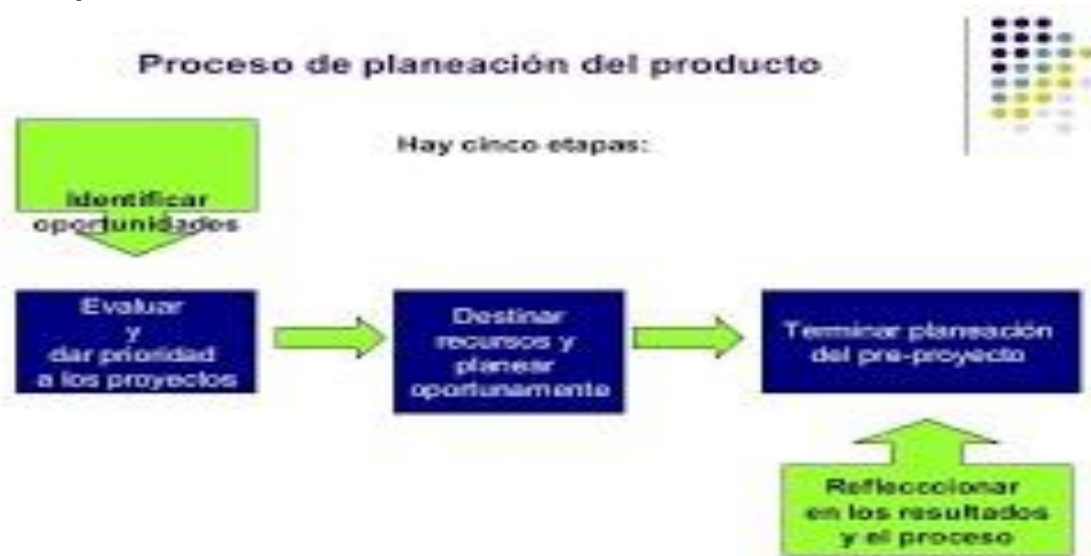 Proceso de planeación del producto
Hay cinco etapas:
Identificar
oportunidades
Evaluar
y
dar prioridad
a los proyectos
Destinar
recursos y
planear
oportunamente
Terminar planeación
del pre-proyecto
Reflecccionar
en los resultados
y el proceso